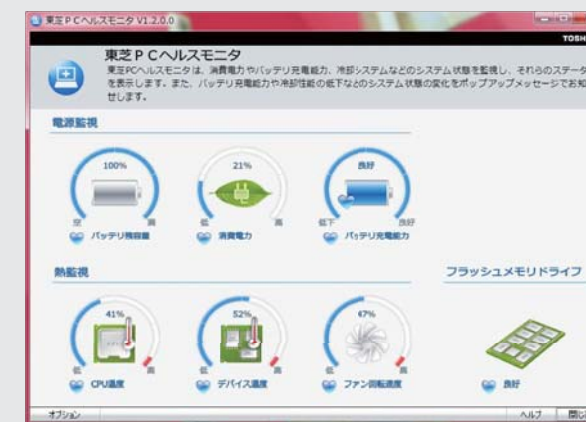 東芝PCヘルスモニタ V1.2.0.0
TOSH
東芝PCヘルスモニタ
東芝PCヘルスモニタは、消費電力やバッテリ充電能力、冷却システムなどのシステム状態を監視し、それらのステータ
を表示します。また、バッテリ充電能力や冷却性能の低下などのシステム状態の変化をポップアップメッセージでお知
せします。
電源監視
100%
空
満
バッテリ残容量
21%
低
高
消費電力
良好
低下
良好
バッテリ充電能力
熱監視
フラッシュメモリドライブ
41%
低
高
CPU温度
52%
低
高
デバイス温度
67%
低
高
ファン回転速度
良好
オプション
ヘルプ
閉じ